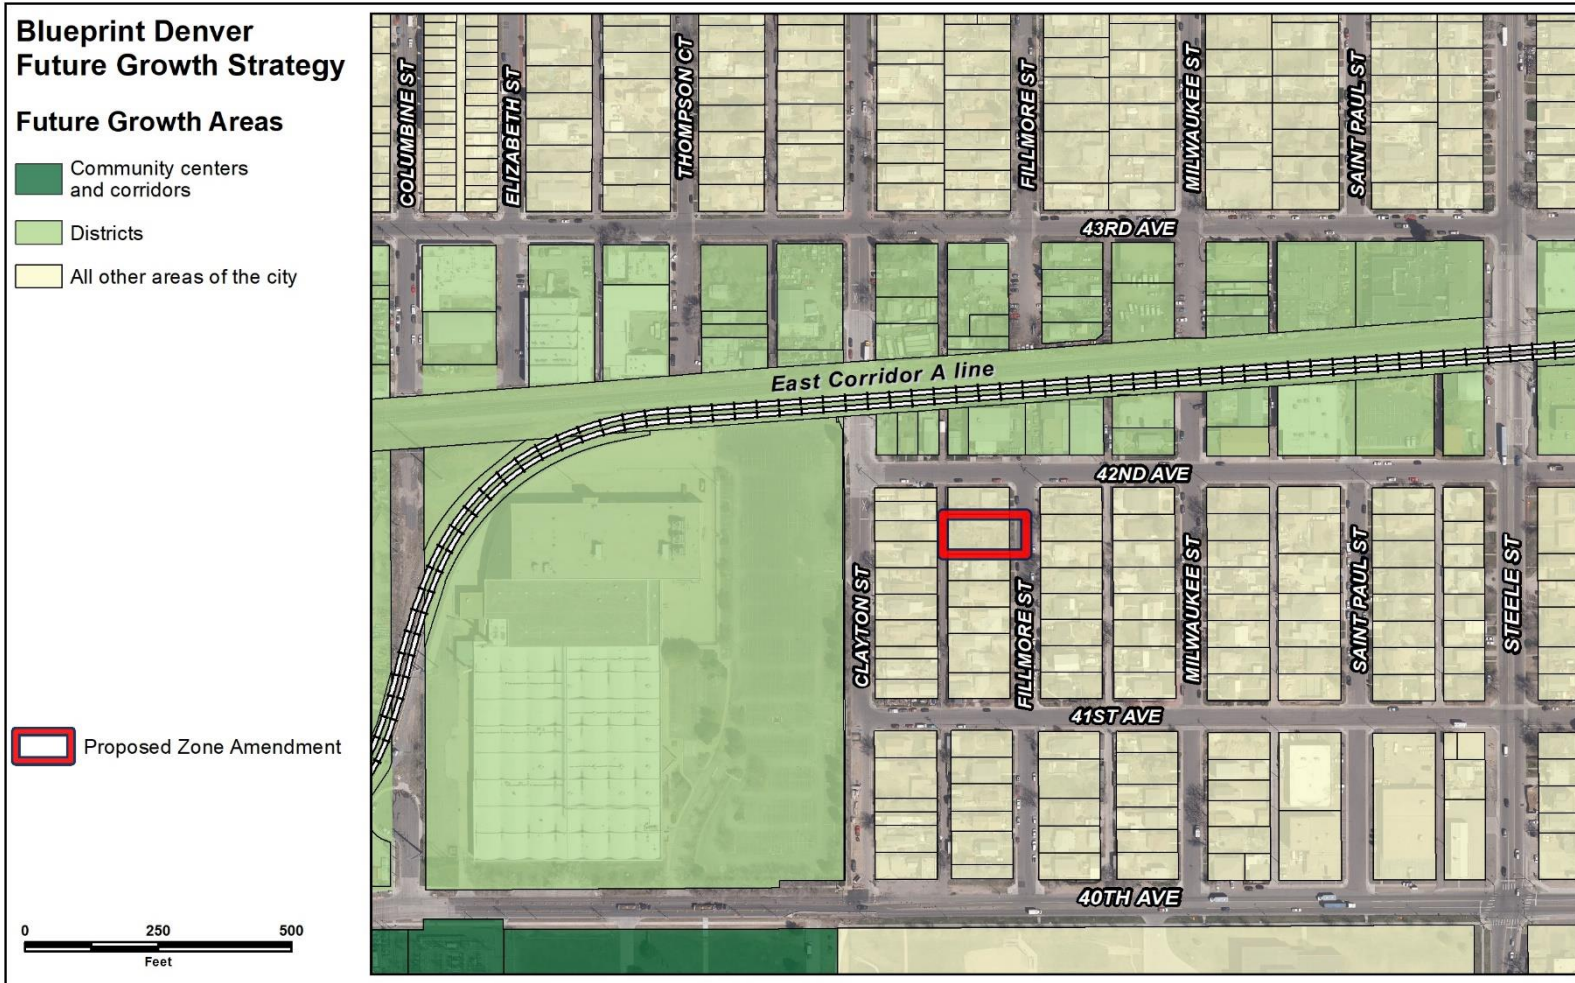 Blueprint Denver
Future Growth Strategy
Future Growth Areas
Community centers
and corridors
Districts
All other areas of the city
Proposed Zone Amendment
0 250 500
Feet
COLUMBINE ST
ELIZABETH ST
THOMPSON CT
FILLMORE ST
MILWAUKEE ST
SAINT PAUL ST
43RD AVE
East Corridor A line
42ND AVE
CLAYTON ST
FILLMORE ST
MILWAUKEE ST
SAINT PAUL ST
STEELE ST
41ST AVE
40TH AVE